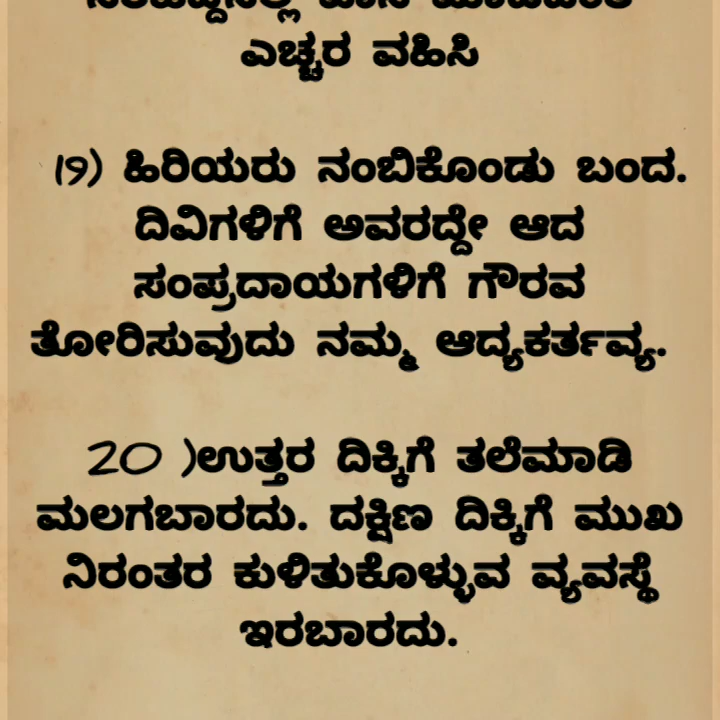 ಎಚ್ಚರ ವಹಿಸಿ
19) ಹಿರಿಯರು ನಂಬಿಕೊಂಡು ಬಂದ.
ದಿವಿಗಳಿಗೆ ಅವರದ್ದೇ ಆದ
ಸಂಪ್ರದಾಯಗಳಿಗೆ ಗೌರವ
ತೋರಿಸುವುದು ನಮ್ಮ ಆದ್ಯಕರ್ತವ್ಯ.
20 )ಉತ್ತರ ದಿಕ್ಕಿಗೆ ತಲೆಮಾಡಿ
ಮಲಗಬಾರದು. ದಕ್ಷಿಣ ದಿಕ್ಕಿಗೆ ಮುಖ
ನಿರಂತರ ಕುಳಿತುಕೊಳ್ಳುವ ವ್ಯವಸ್ಥೆ
ಇರಬಾರದು.